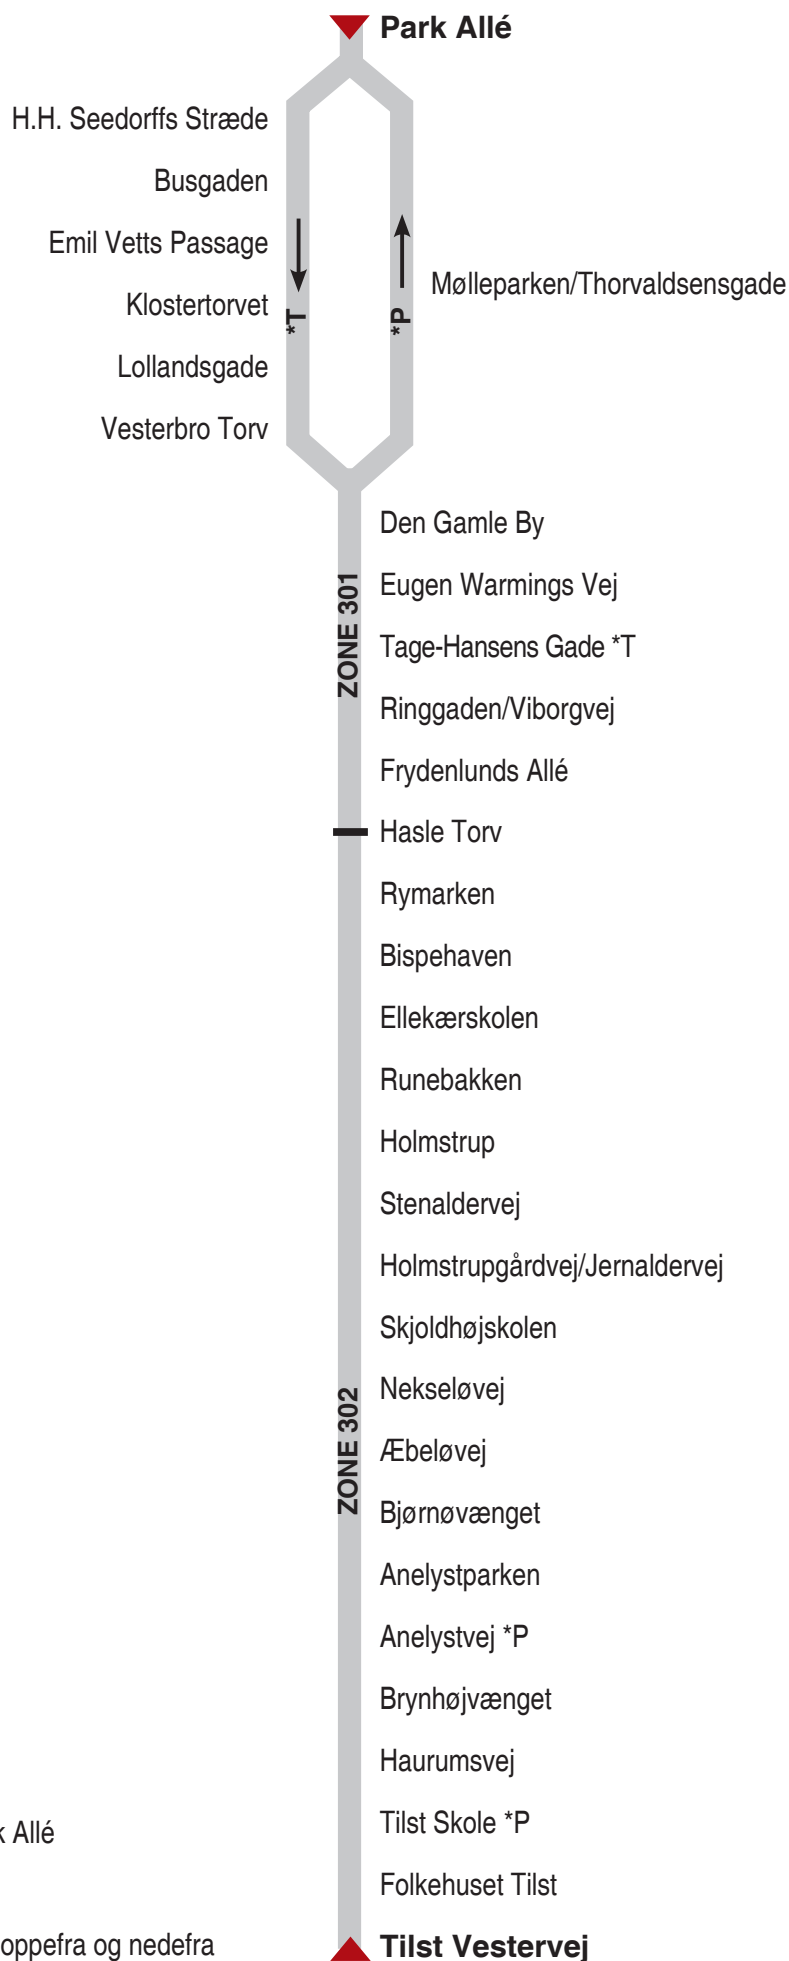 Park Allé
H.H. Seedorffs Stræde
Busgaden
Emil Vetts Passage
Klostertorvet
Lollandsgade
Vesterbro Torv
*T
*P
Mølleparken/Thorvaldsensgade
Den Gamle By
Eugen Warmings Vej
Tage-Hansens Gade *T
Ringgaden/Viborgvej
Frydenlunds Allé
ZONE 301
Hasle Torv
Rymarken
Bispehaven
Ellekærskolen
Runebakken
Holmstrup
Stenaldervej
Holmstrupgårdvej/Jernaldervej
Skjoldhøjskolen
Nekseløvej
Æbeløvej
Bjørnøvænget
ZONE 302
Anelystparken
Anelystvej *P
Brynhøjvænget
Haurumsvej
Tilst Skole *P
k Allé
Folkehuset Tilst
oppefra og nedefra
Tilst Vestervej